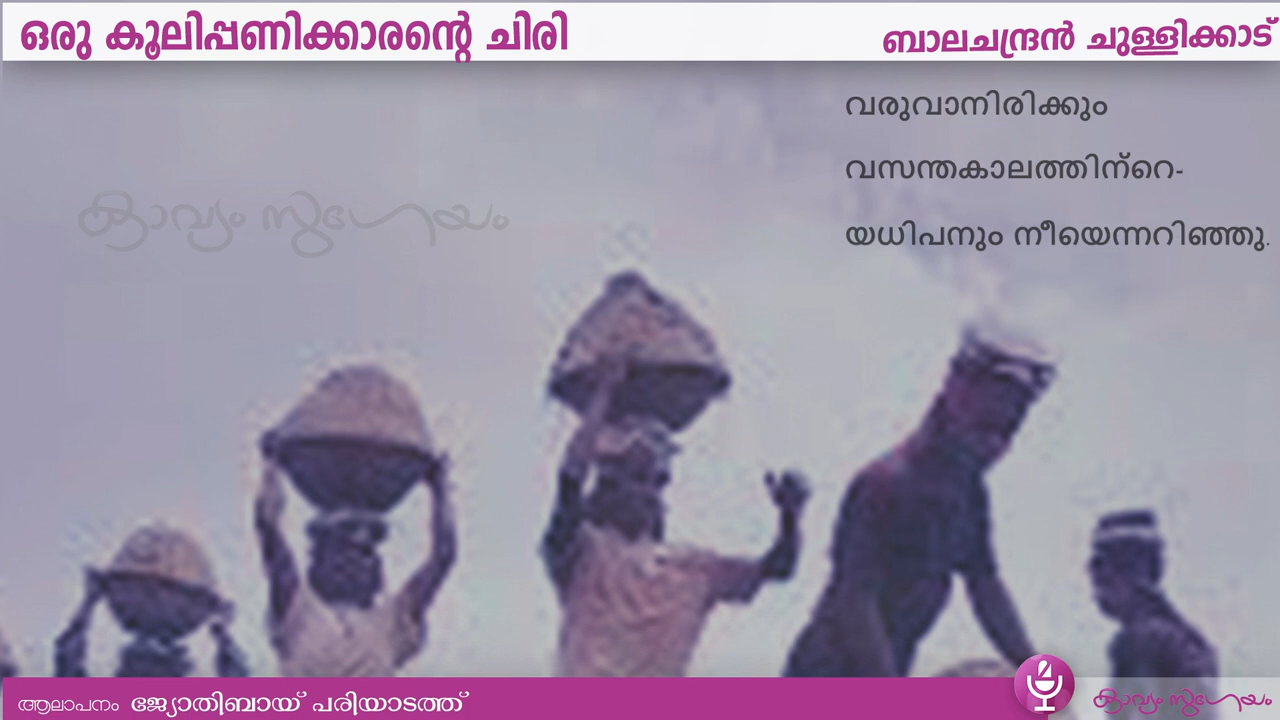 ഒരു കൂലിപ്പണിക്കാരന്റെ ചിരി
ബാലചന്ദ്രൻ ചുള്ളിക്കാട്
വരുവാനിരിക്കും
വസന്തകാലത്തിന്റെ-
യധിപനും നീയെന്നറിഞ്ഞു.
കാവ്യം സുഗേയം
ആലാപനം ജ്യോതിബായ് പരിയാടത്ത്
കാവ്യം സുഗേയം